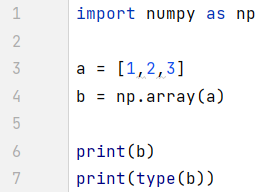 1 import numpy as np
2
3 a = [1,2,3]
4 b = np.array(a)
5
6 print(b)
7 print(type(b))